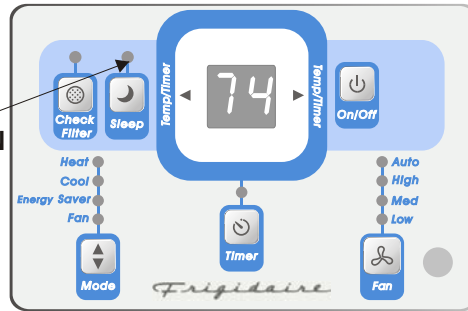 Temp/Timer
74
Temp/Timer
Check
Filter
Sleep
On/Off
Heat
Cool
Energy Saver
Fan
Mode
Timer
Auto
High
Med
Low
Fan
Frigidaire